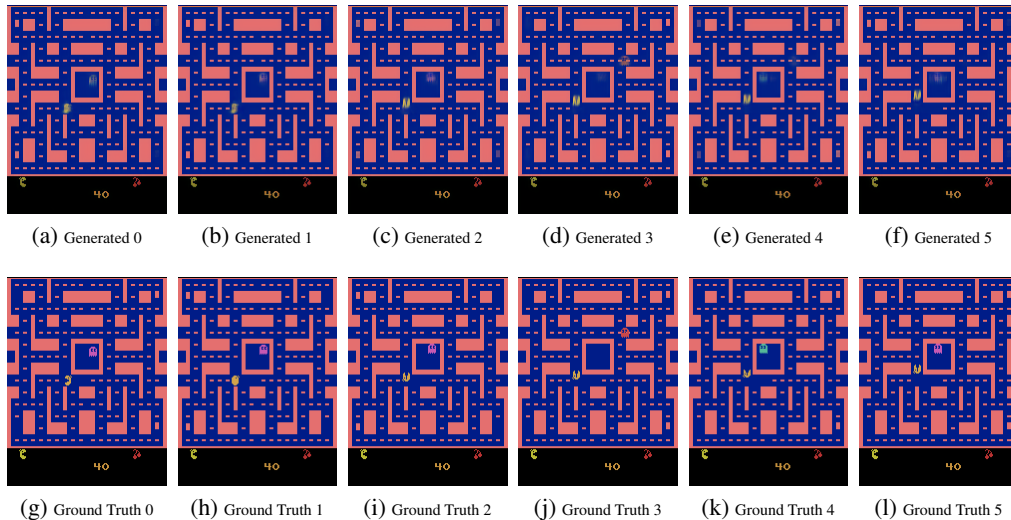 40 40 40 40 40 40
(a) Generated 0 (b) Generated 1 (c) Generated 2 (d) Generated 3 (e) Generated 4 (f) Generated 5
40 40 40 40 40 40
(g) Ground Truth 0 (h) Ground Truth 1 (i) Ground Truth 2 (j) Ground Truth 3 (k) Ground Truth 4 (l) Ground Truth 5